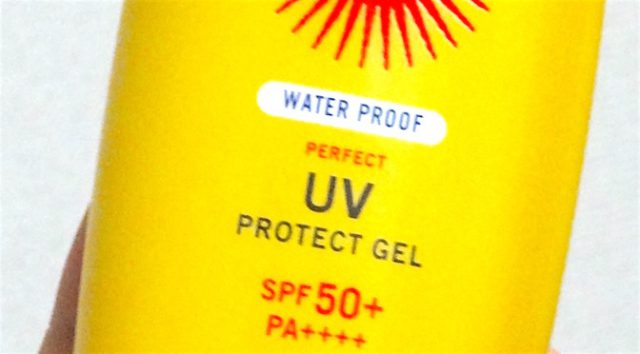 WATER PROOF
PERFECT
UV
PROTECT GEL
SPF50+
PA++++